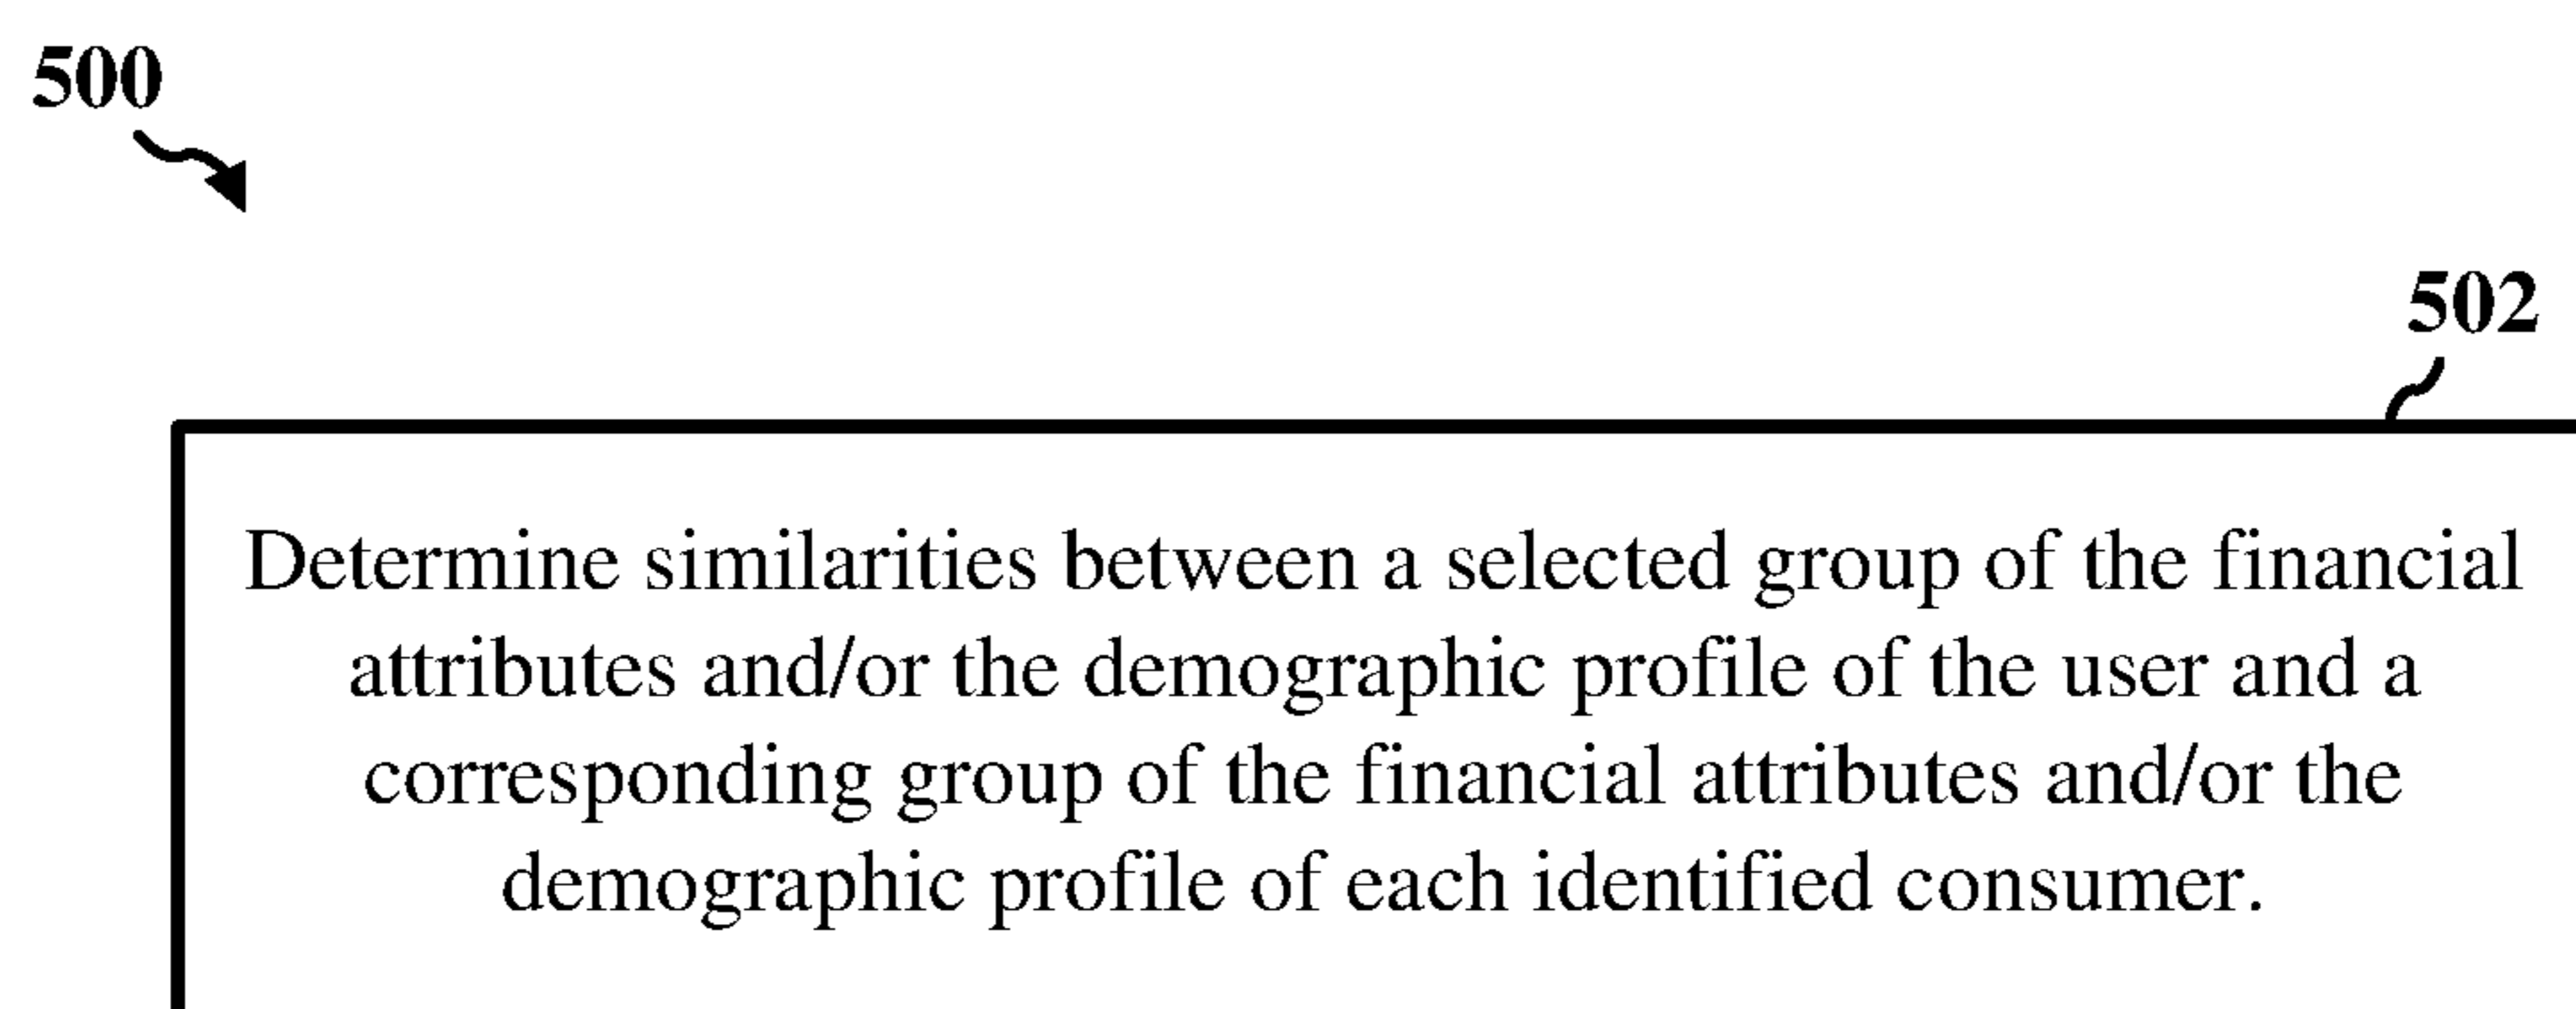 500
502
Determine similarities between a selected group of the financial
attributes and/or the demographic profile of the user and a
corresponding group of the financial attributes and/or the
demographic profile of each identified consumer.